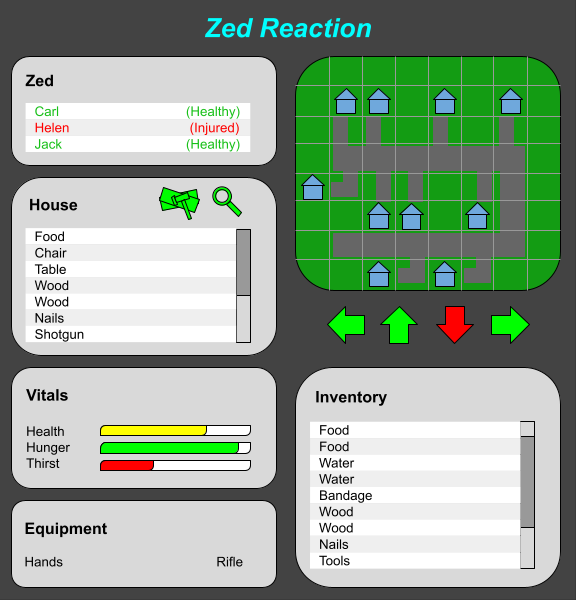 Zed Reaction
Zed
Carl (Healthy)
Helen (Injured)
Jack (Healthy)
House
Food
Chair
Table
Wood
Wood
Nails
Shotgun
Vitals
Health
Hunger
Thirst
Equipment
Hands Rifle
Inventory
Food
Food
Water
Water
Bandage
Wood
Wood
Nails
Tools